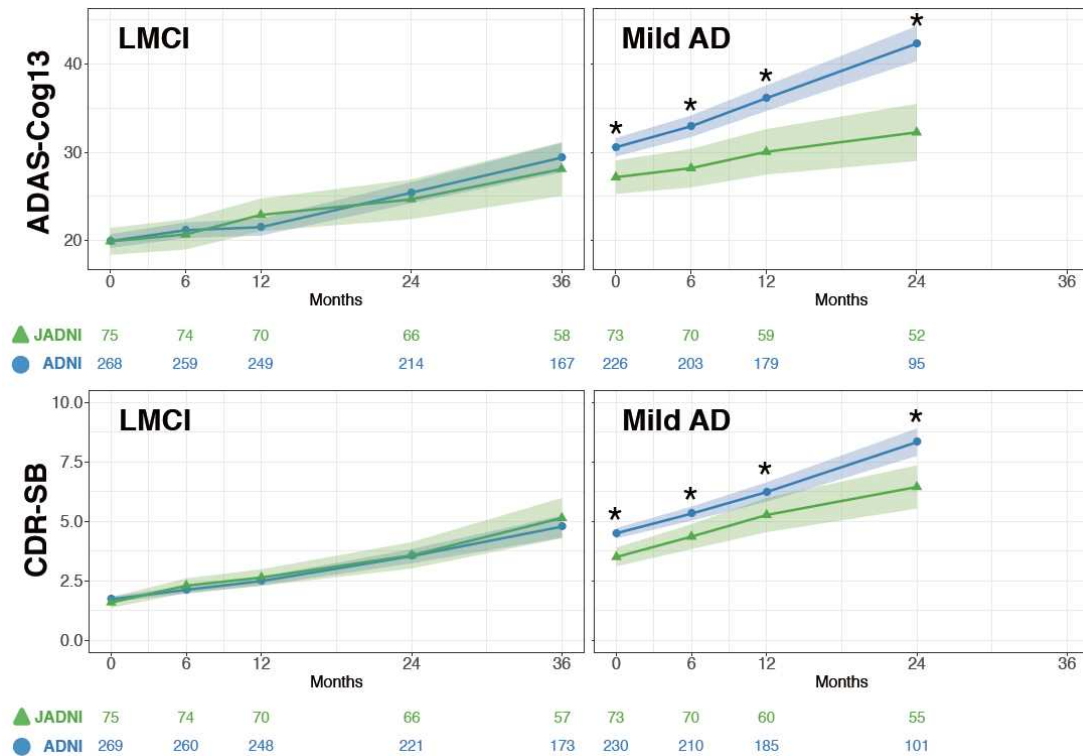 LMCI
Mild AD
ADAS-Cog13
* * * *
40
30
20
0 6 12 24 36
0 6 12 24 36
Months
Months
JADNI 75 74 70 66 58 73 70 59 52
ADNI 268 259 249 214 167 226 203 179 95
LMCI
Mild AD
CDR-SB
* * * *
10.0
7.5
5.0
2.5
0.0
0 6 12 24 36
0 6 12 24 36
Months
Months
JADNI 75 74 70 66 57 73 70 60 55
ADNI 269 260 248 221 173 230 210 185 101